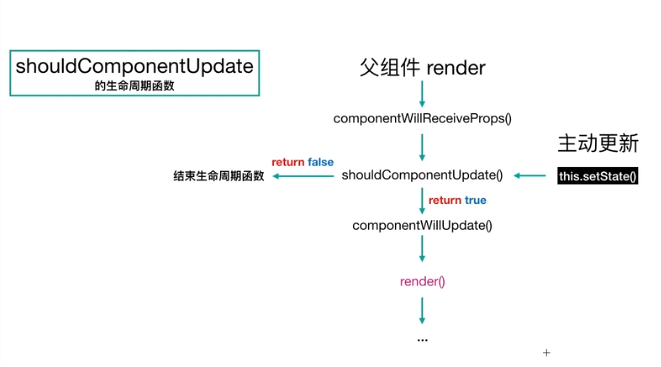 shouldComponentUpdate
的生命周期函数
父组件 render
componentWillReceiveProps()
主动更新
return false
结束生命周期函数
shouldComponentUpdate()
this.setState()
return true
componentWillUpdate()
render()
...